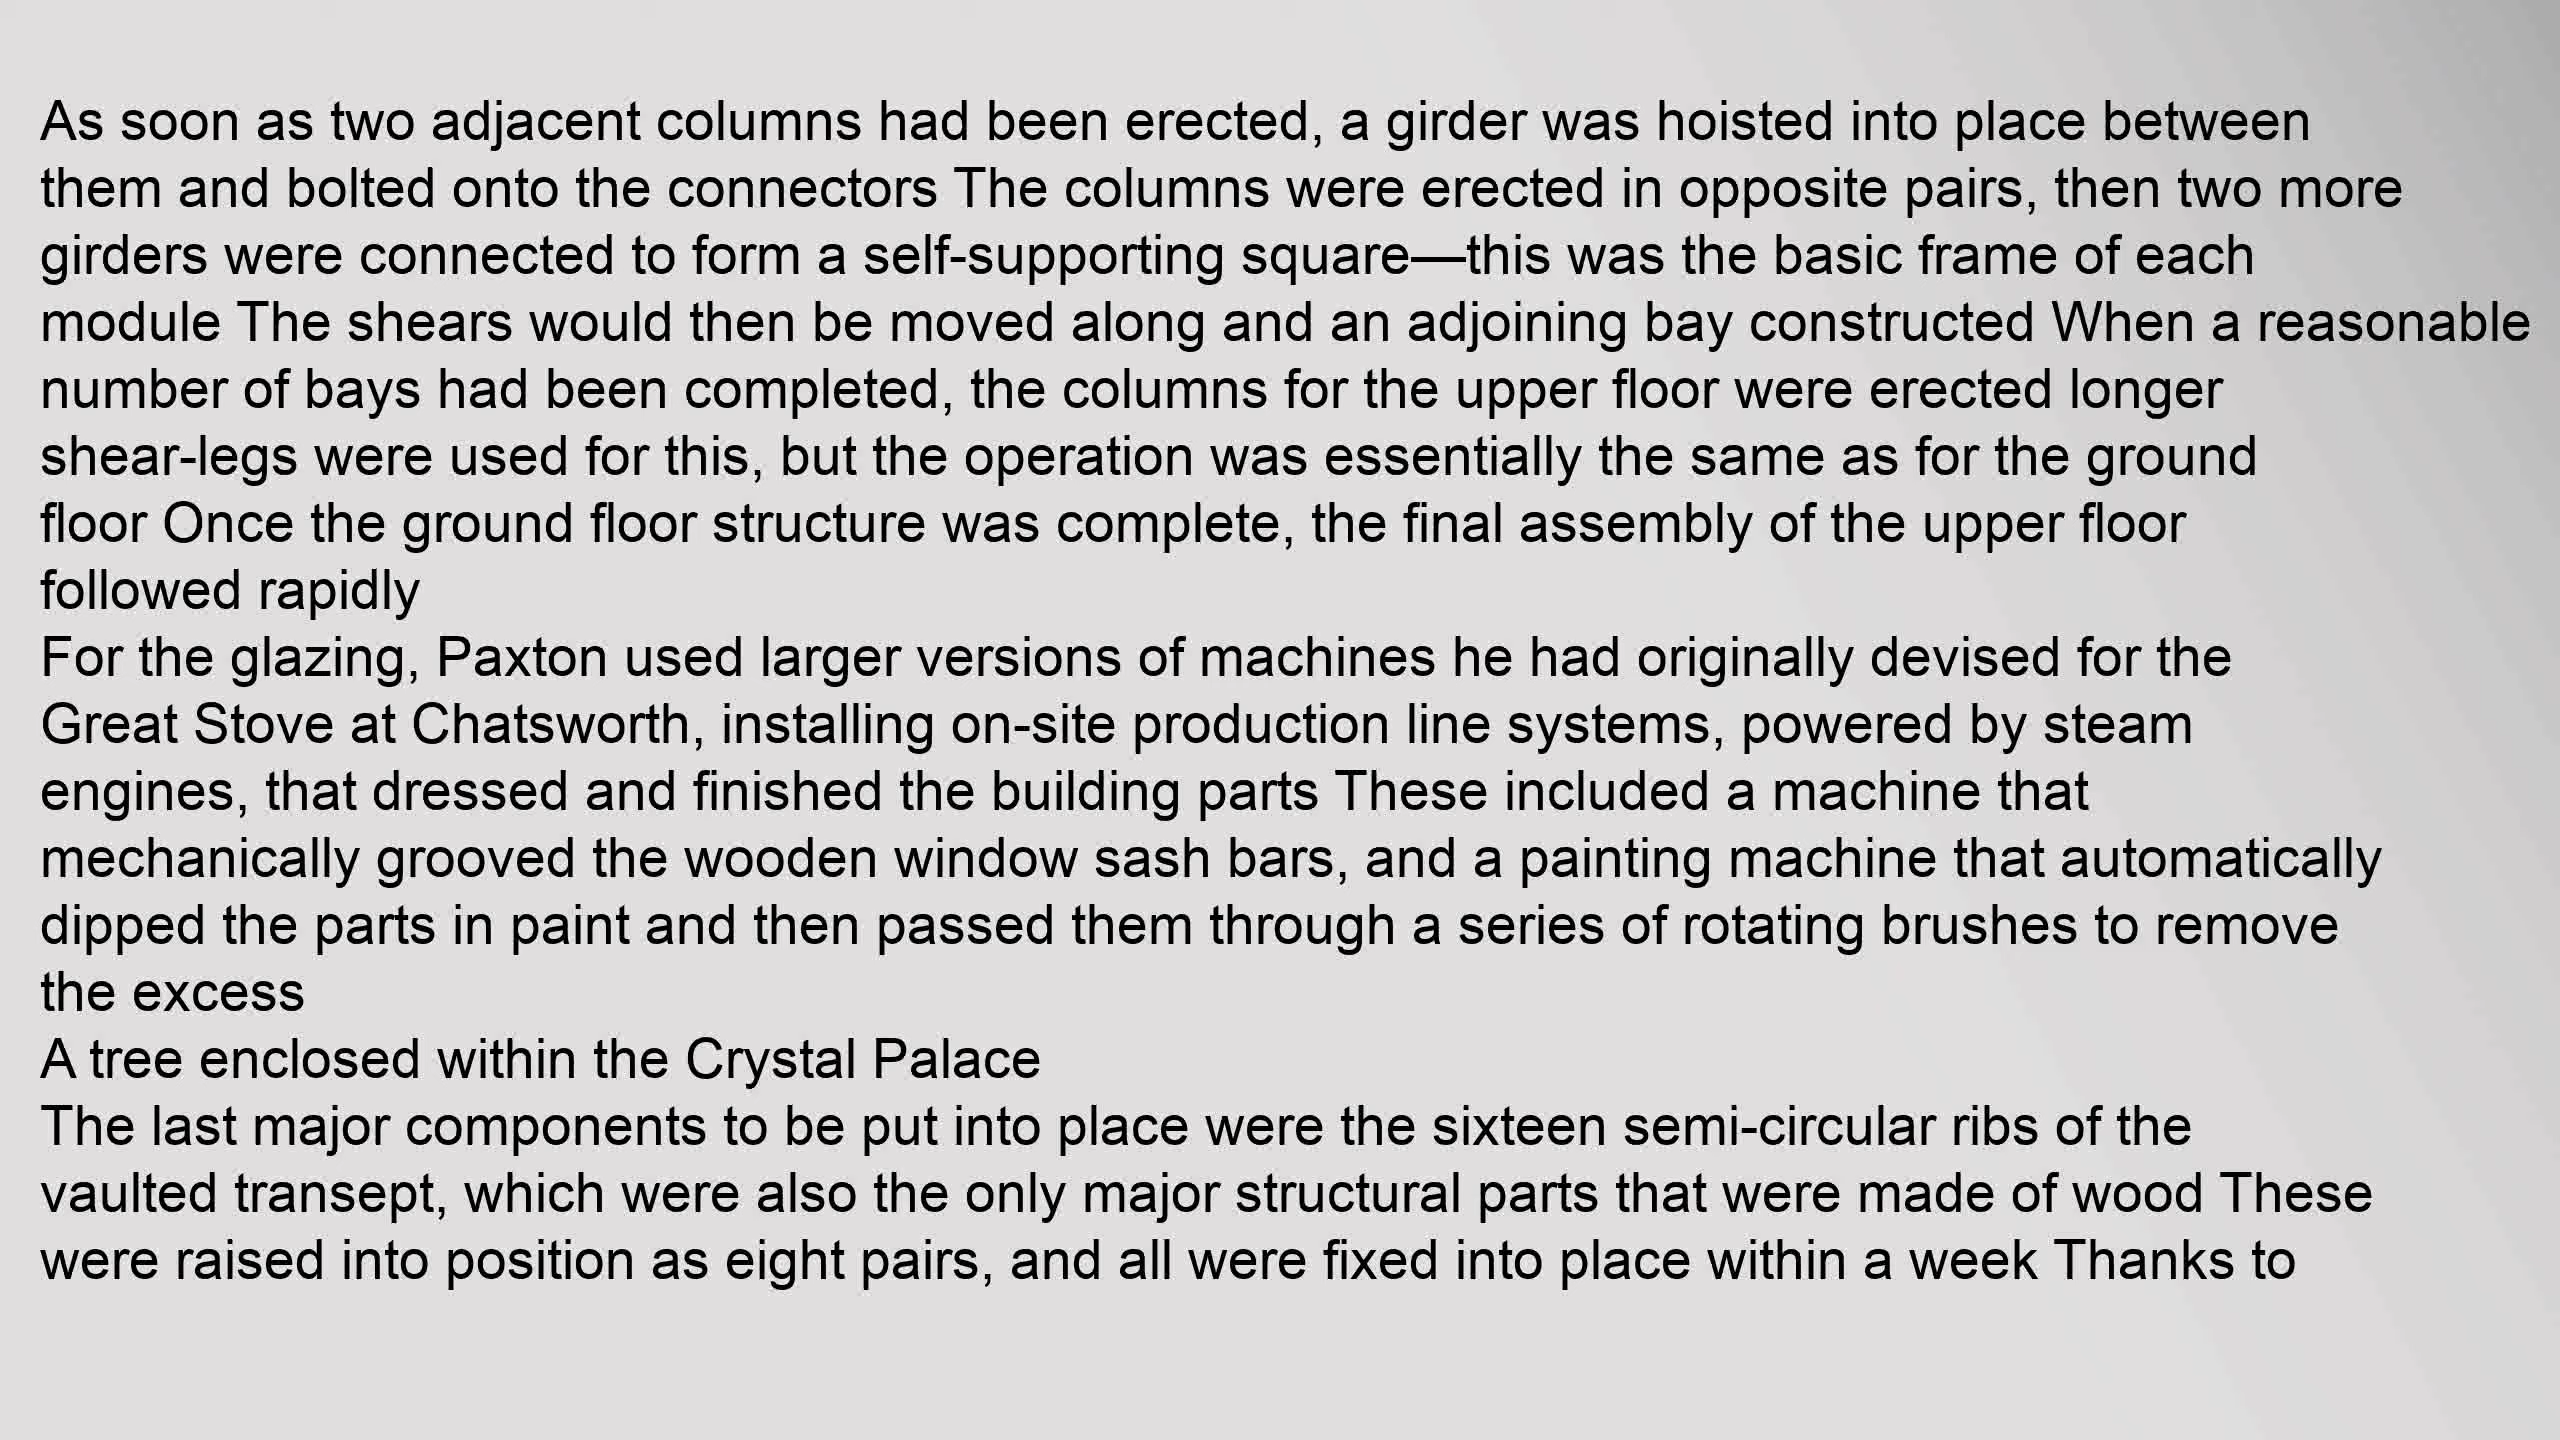 As soon as two adjacent columns had been erected, a girder was hoisted into place between
them and bolted onto the connectors The columns were erected in opposite pairs, then two more
girders were connected to form a self-supporting square—this was the basic frame of each
module The shears would then be moved along and an adjoining bay constructed When a reasonable
number of bays had been completed, the columns for the upper floor were erected longer
shear-legs were used for this, but the operation was essentially the same as for the ground
floor Once the ground floor structure was complete, the final assembly of the upper floor
followed rapidly
For the glazing, Paxton used larger versions of machines he had originally devised for the
Great Stove at Chatsworth, installing on-site production line systems, powered by steam
engines, that dressed and finished the building parts These included a machine that
mechanically grooved the wooden window sash bars, and a painting machine that automatically
dipped the parts in paint and then passed them through a series of rotating brushes to remove
the excess
A tree enclosed within the Crystal Palace
The last major components to be put into place were the sixteen semi-circular ribs of the
vaulted transept, which were also the only major structural parts that were made of wood These
were raised into position as eight pairs, and all were fixed into place within a week Thanks to